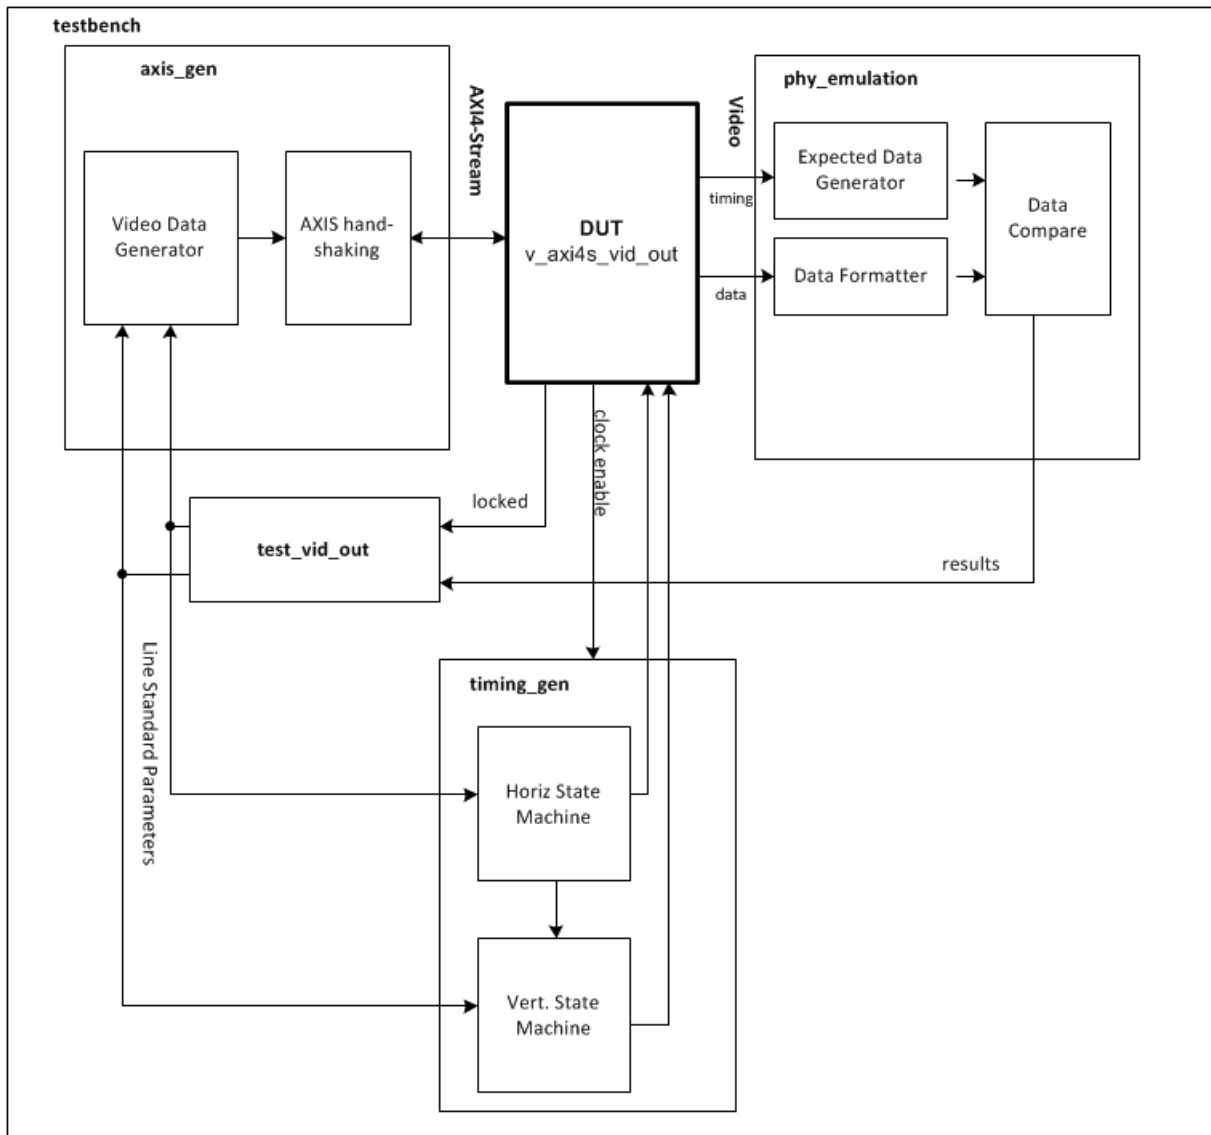 testbench
axis_gen
Video Data
Generator
AXIS hand-
shaking
AXI4-Stream
DUT
v_axi4s_vid_out
Video
timing
data
phy_emulation
Expected Data
Generator
Data Formatter
Data
Compare
locked
clock enable
test_vid_out
results
Line Standard Parameters
timing_gen
Horiz State
Machine
Vert. State
Machine